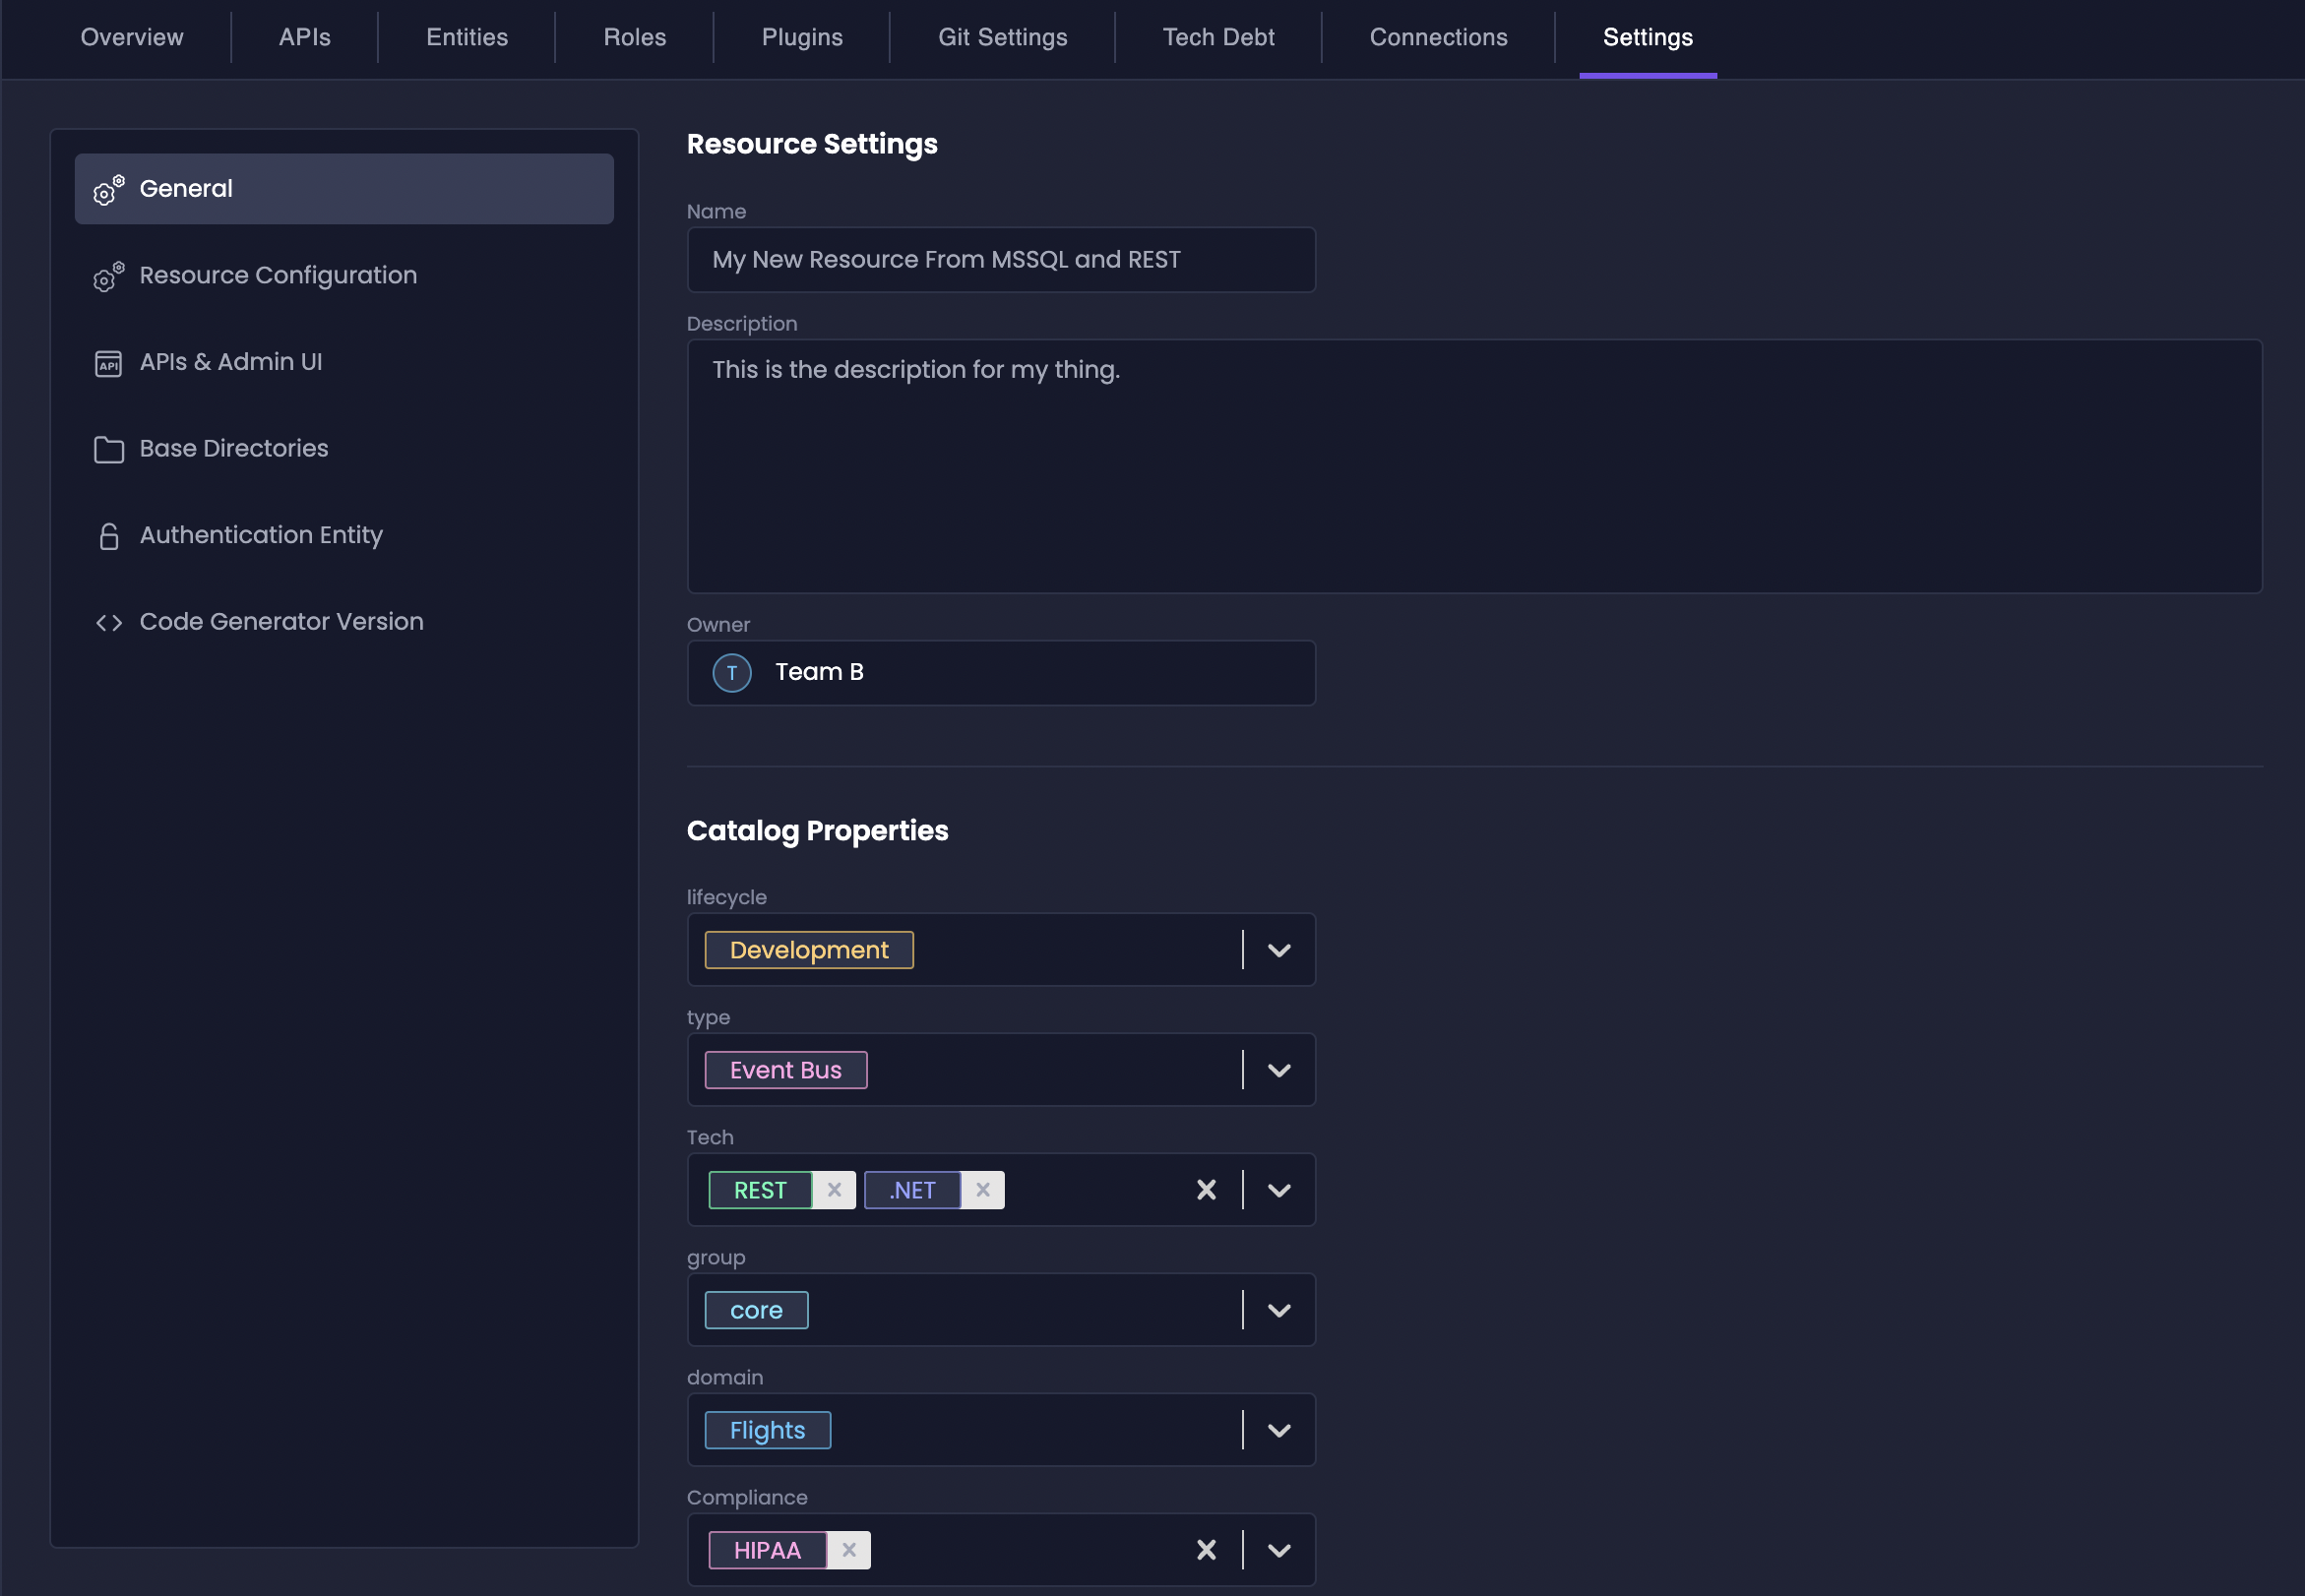 Overview APIs Entities Roles Plugins Git Settings Tech Debt Connections Settings
General
Resource Configuration
API APIs & Admin UI
Base Directories
Authentication Entity
Code Generator Version
Resource Settings
Name
My New Resource From MSSQL and REST
Description
This is the description for my thing.
Owner
T Team B
Catalog Properties
lifecycle
Development
type
Event Bus
Tech
REST .NET
group
core
domain
Flights
Compliance
HIPAA